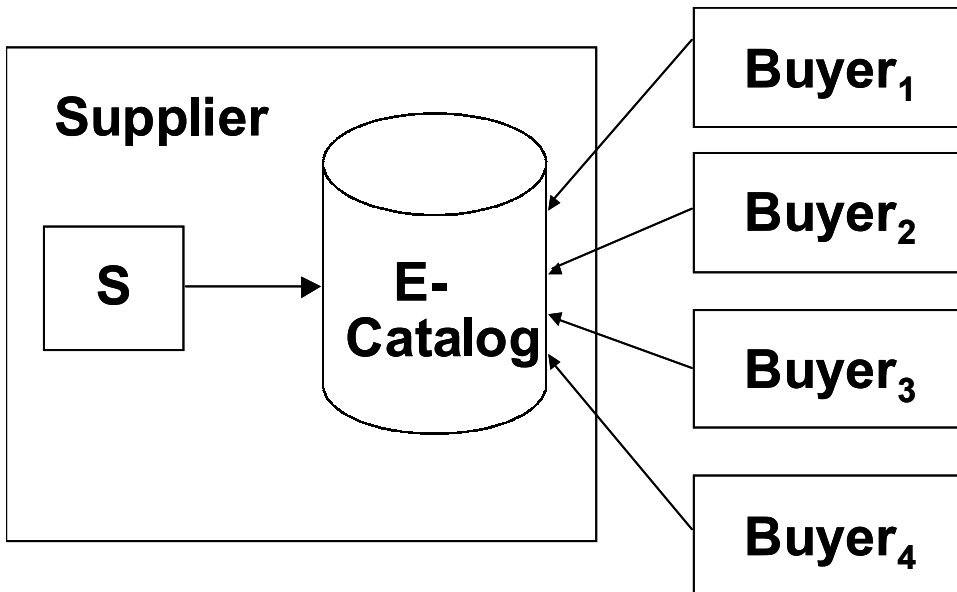 Supplier
S
E-
Catalog
Buyer₁
Buyer₂
Buyer₃
Buyer₄